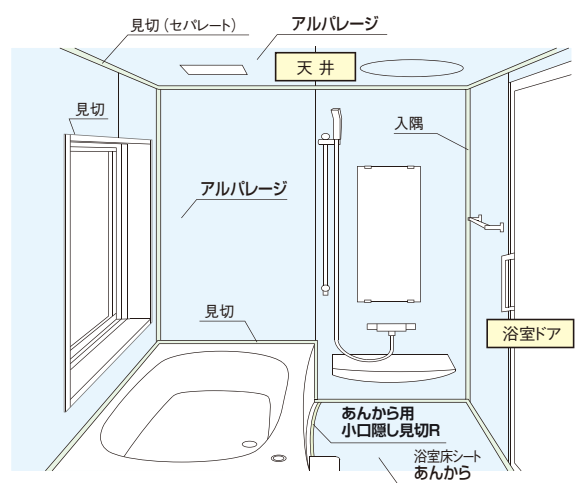 見切（セパレート）
アルパレージ
天井
見切
入隅
アルパレージ
見切
浴室ドア
あんから用
小口隠し見切R
浴室床シート
あんから